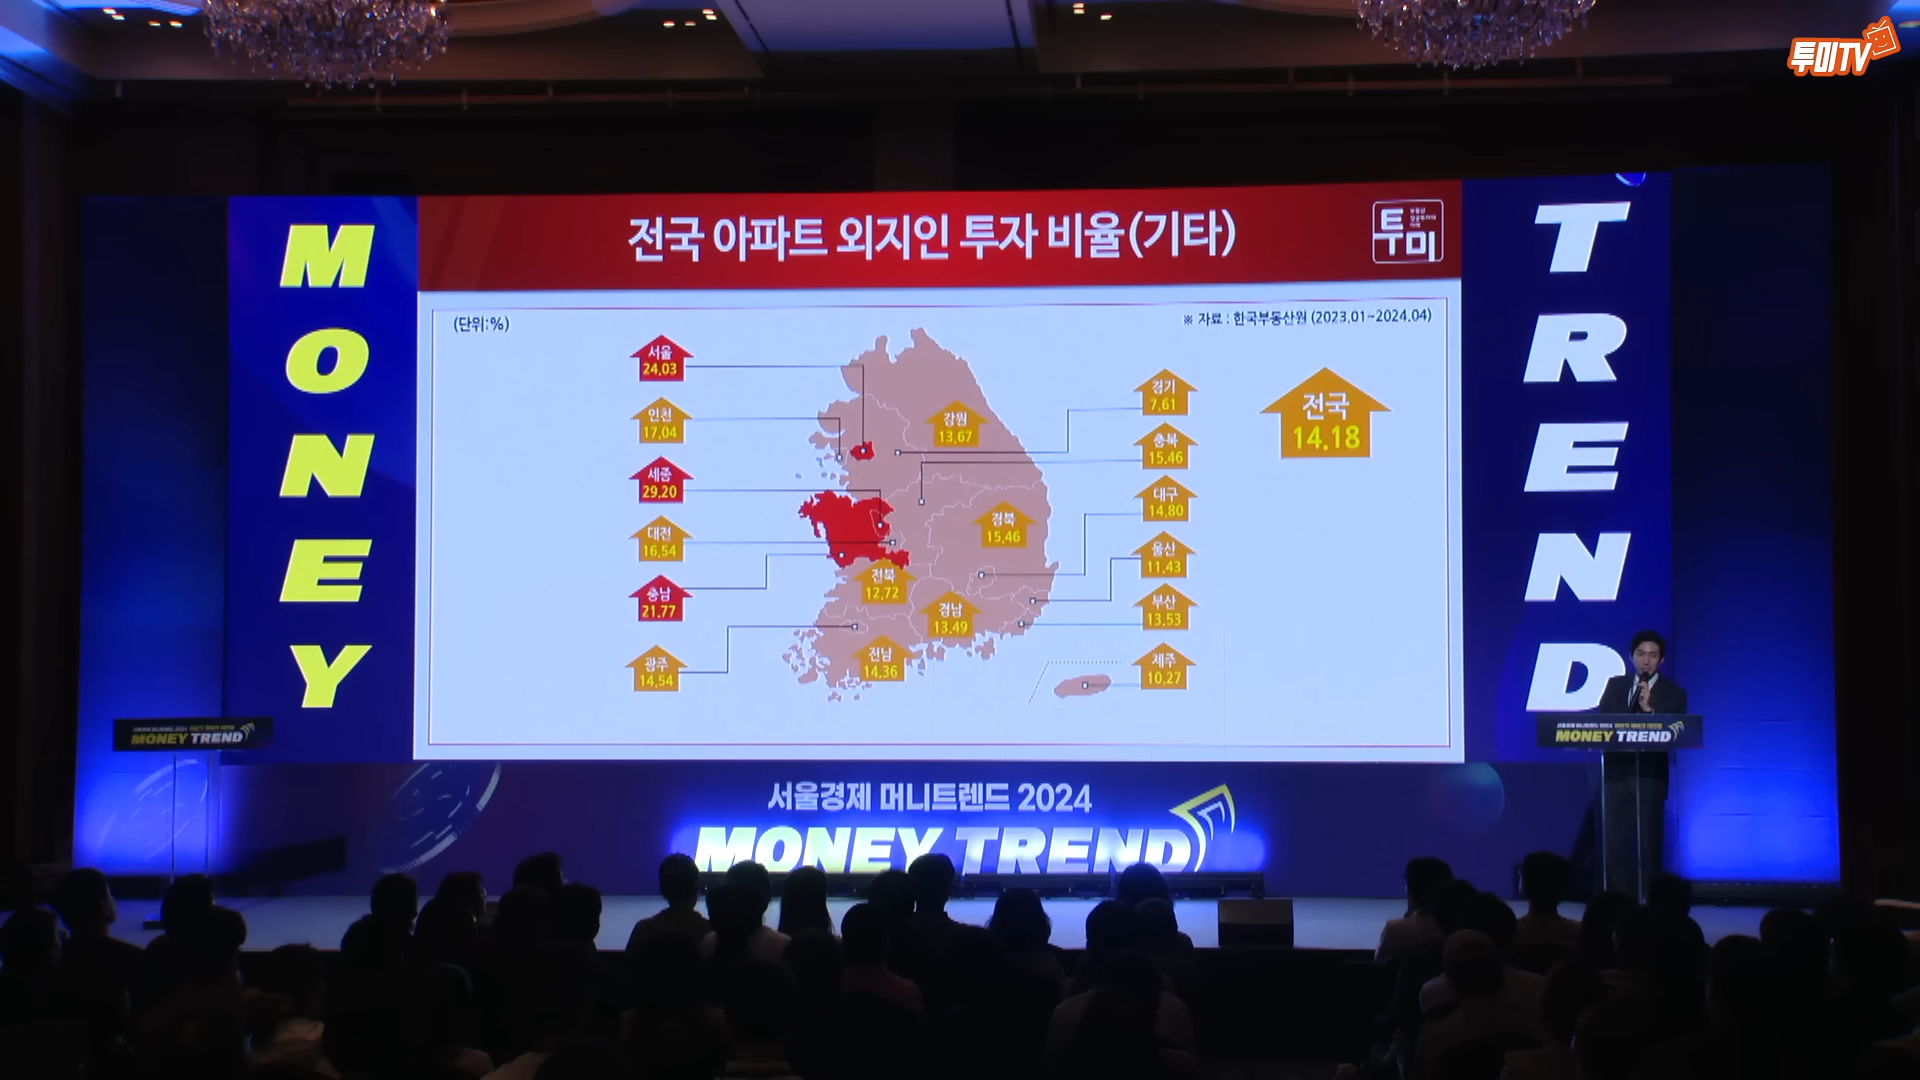 투미TV
MONEY
TREND
전국 아파트 외지인 투자 비율(기타)
투미
(단위:%)
※ 자료 : 한국부동산원 (2023.01~2024.04)
서울
24.03
인천
17.04
세종
29.20
대전
16.54
충남
21.77
광주
14.54
강원
13.67
경북
15.46
전북
12.72
경남
13.49
전남
14.36
경기
7.61
충북
15.46
대구
14.80
울산
11.43
부산
13.53
제주
10.27
전국
14.18
MONEY TREND
MONEY TREND
서울경제 머니트렌드 2024
MONEY TREND